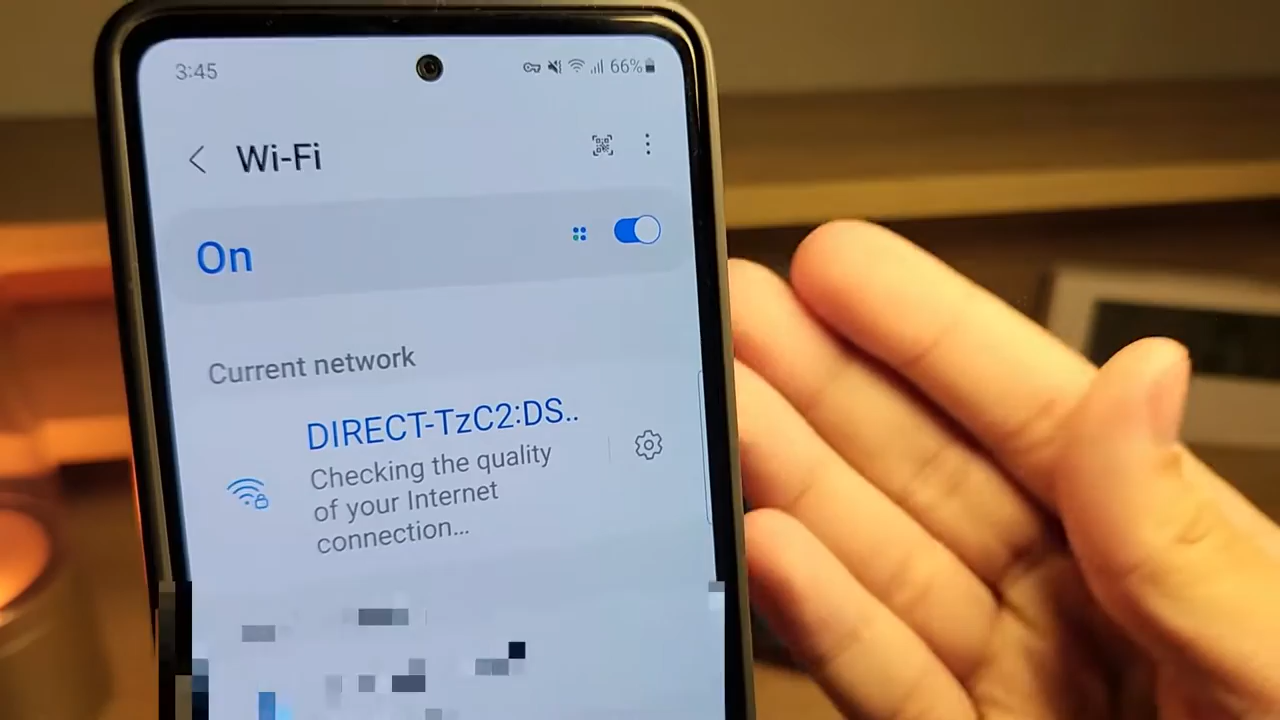 3:45
66%
Wi-Fi
On
Current network
DIRECT-TzC2:DS..
Checking the quality
of your Internet
connection...